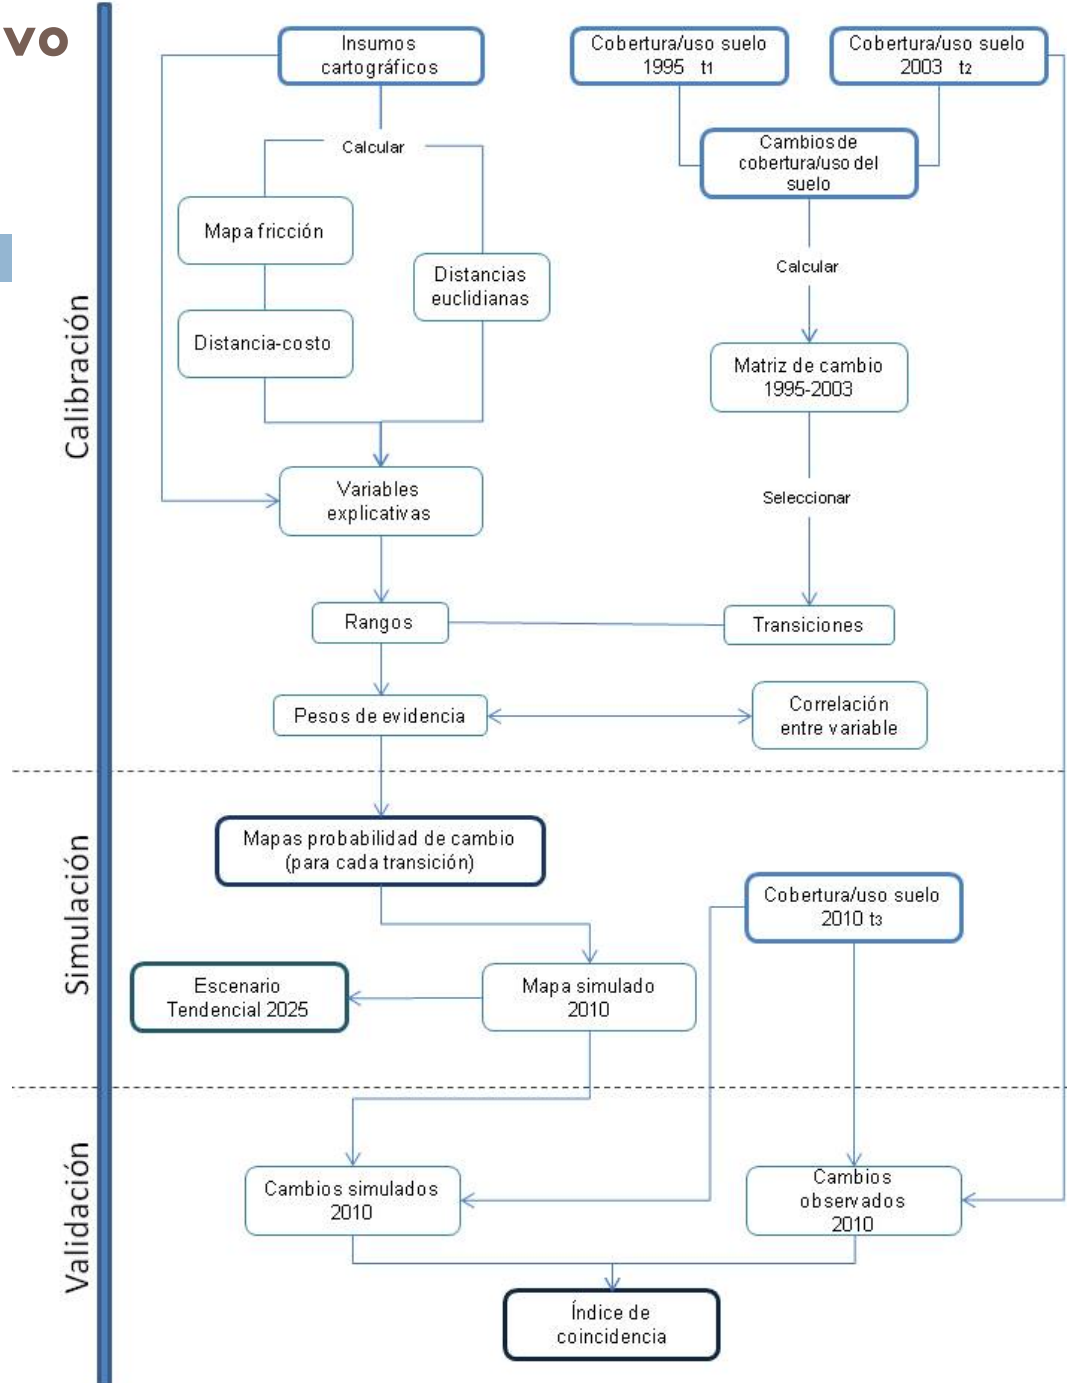 vo
Insumos
cartográficos
Cobertura/uso suelo
1995 t1
Cobertura/uso suelo
2003 t2
Calcular
Cambios de
cobertura/uso del
suelo
Mapa fricción
Distancias
euclidianas
Calcular
Distancia-costo
Matriz de cambio
1995-2003
Calibración
Variables
explicativas
Seleccionar
Rangos
Transiciones
Pesos de evidencia
Correlación
entre variable
Simulación
Mapas probabilidad de cambio
(para cada transición)
Cobertura/uso suelo
2010 t3
Escenario
Tendencial 2025
Mapa simulado
2010
Validación
Cambios simulados
2010
Cambios
observados
2010
Índice de
coincidencia